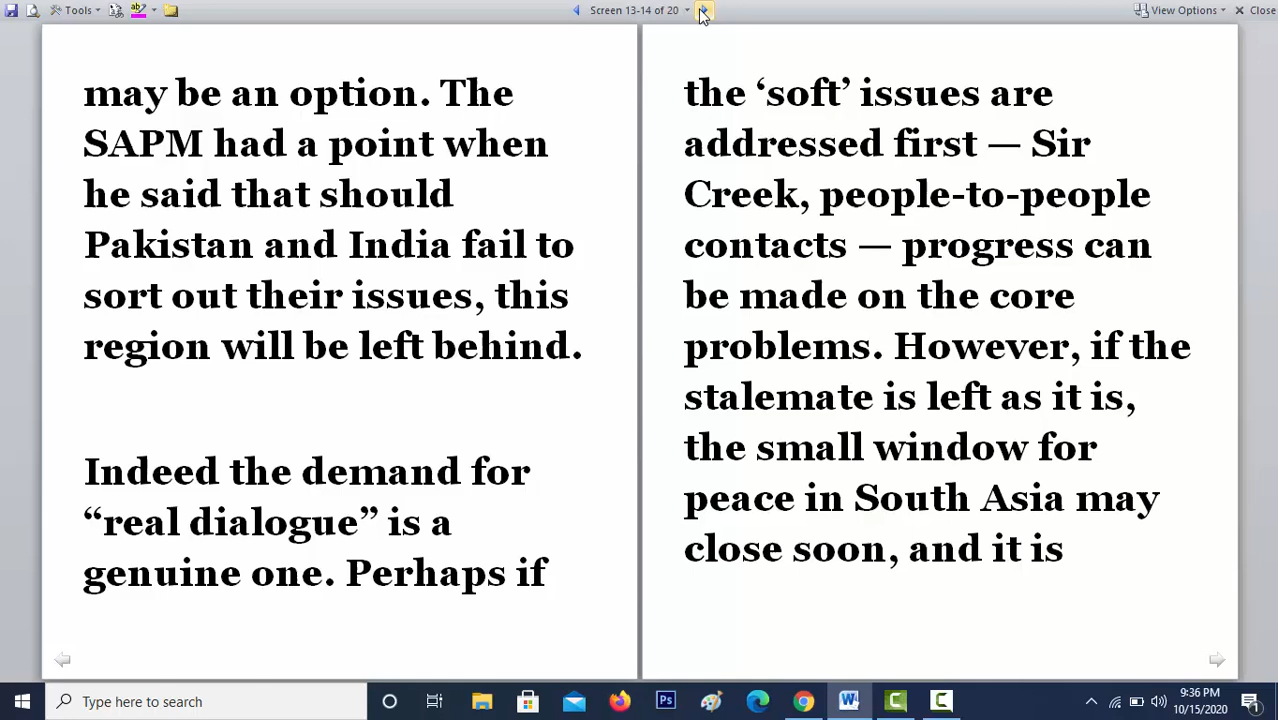 Tools
Screen 13-14 of 20
View Options
Close
may be an option. The
SAPM had a point when
he said that should
Pakistan and India fail to
sort out their issues, this
region will be left behind.
Indeed the demand for
“real dialogue” is a
genuine one. Perhaps if
the ‘soft’ issues are
addressed first — Sir
Creek, people-to-people
contacts — progress can
be made on the core
problems. However, if the
stalemate is left as it is,
the small window for
peace in South Asia may
close soon, and it is
Type here to search
Ps
9:36 PM
10/15/2020